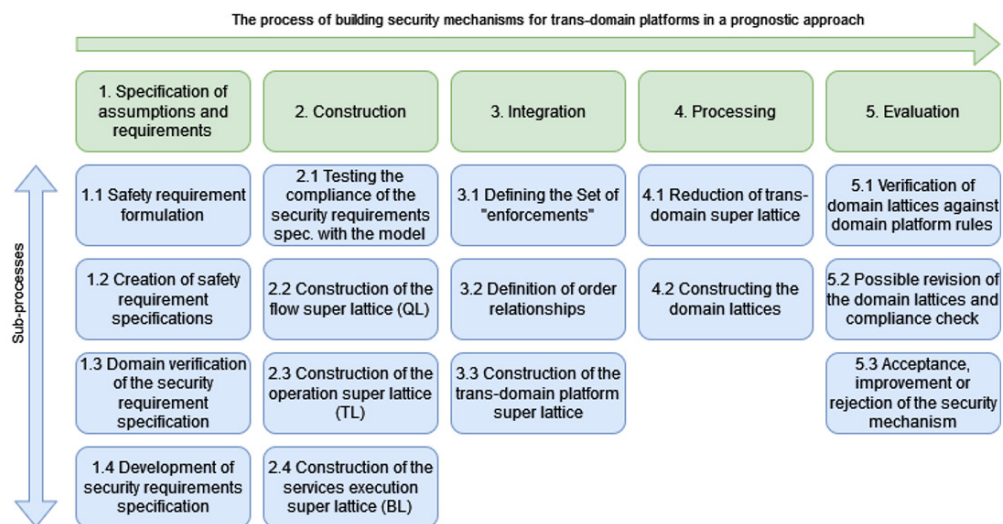 The process of building security mechanisms for trans-domain platforms in a prognostic approach
1. Specification of
assumptions and
requirements
2. Construction
3. Integration
4. Processing
5. Evaluation
Sub-processes
1.1 Safety requirement
formulation
2.1 Testing the
compliance of the
security requirements
spec. with the model
3.1 Defining the Set of
"enforcements"
4.1 Reduction of trans-
domain super lattice
5.1 Verification of
domain lattices against
domain platform rules
1.2 Creation of safety
requirement
specifications
2.2 Construction of the
flow super lattice (QL)
3.2 Definition of order
relationships
4.2 Constructing the
domain lattices
5.2 Possible revision of
the domain lattices and
compliance check
1.3 Domain verification
of the security
requirement
specification
2.3 Construction of the
operation super lattice
(TL)
3.3 Construction of the
trans-domain platform
super lattice
5.3 Acceptance,
improvement or
rejection of the security
mechanism
1.4 Development of
security requirements
specification
2.4 Construction of the
services execution
super lattice (BL)